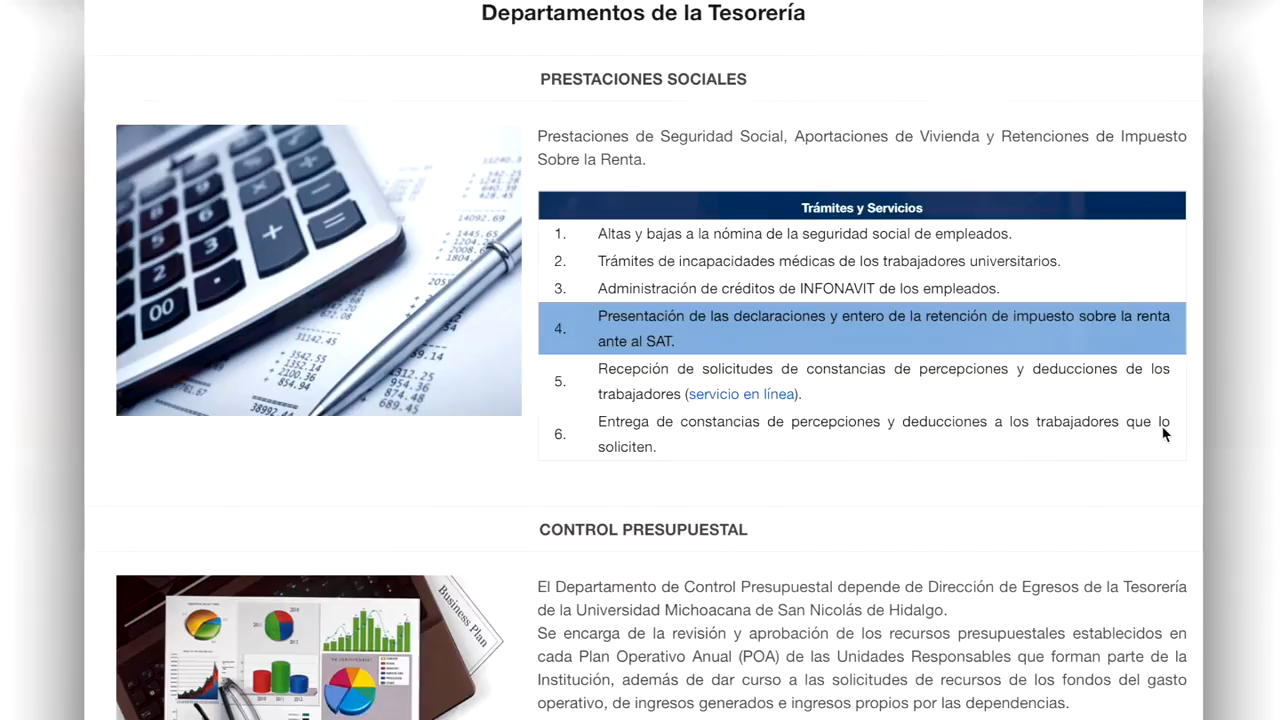 Departamentos de la Tesorería
PRESTACIONES SOCIALES
Prestaciones de Seguridad Social, Aportaciones de Vivienda y Retenciones de Impuesto
Sobre la Renta.
Trámites y Servicios
1. Altas y bajas a la nómina de la seguridad social de empleados.
2. Trámites de incapacidades médicas de los trabajadores universitarios.
3. Administración de créditos de INFONAVIT de los empleados.
4. Presentación de las declaraciones y entero de la retención de impuesto sobre la renta
ante al SAT.
5. Recepción de solicitudes de constancias de percepciones y deducciones de los
trabajadores (servicio en línea).
6. Entrega de constancias de percepciones y deducciones a los trabajadores que lo
soliciten.
CONTROL PRESUPUESTAL
El Departamento de Control Presupuestal depende de Dirección de Egresos de la Tesorería
de la Universidad Michoacana de San Nicolás de Hidalgo.
Se encarga de la revisión y aprobación de los recursos presupuestales establecidos en
cada Plan Operativo Anual (POA) de las Unidades Responsables que forman parte de la
Institución, además de dar curso a las solicitudes de recursos de los fondos del gasto
operativo, de ingresos generados e ingresos propios por las dependencias.
Business Plan